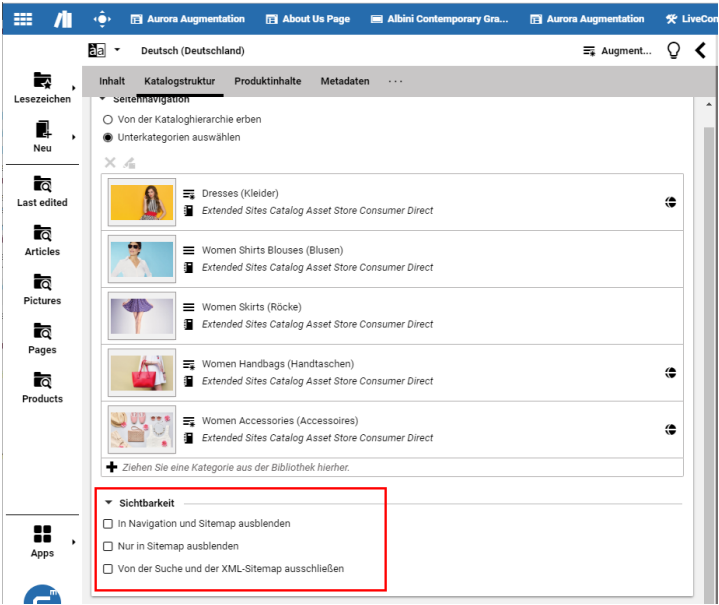 Aurora Augmentation
About Us Page
Albini Contemporary Gra...
Aurora Augmentation
LiveCon
Deutsch (Deutschland)
Augment...
Inhalt
Katalogstruktur
Produktinhalte
Metadaten
...
Lesezeichen
Neu
Last edited
Articles
Pictures
Pages
Products
Apps
Seitennavigation
Von der Kataloghierarchie erben
Unterkategorien auswählen
Dresses (Kleider)
Extended Sites Catalog Asset Store Consumer Direct
Women Shirts Blouses (Blusen)
Extended Sites Catalog Asset Store Consumer Direct
Women Skirts (Röcke)
Extended Sites Catalog Asset Store Consumer Direct
Women Handbags (Handtaschen)
Extended Sites Catalog Asset Store Consumer Direct
Women Accessories (Accessoires)
Extended Sites Catalog Asset Store Consumer Direct
Ziehen Sie eine Kategorie aus der Bibliothek hierher.
Sichtbarkeit
In Navigation und Sitemap ausblenden
Nur in Sitemap ausblenden
Von der Suche und der XML-Sitemap ausschließen